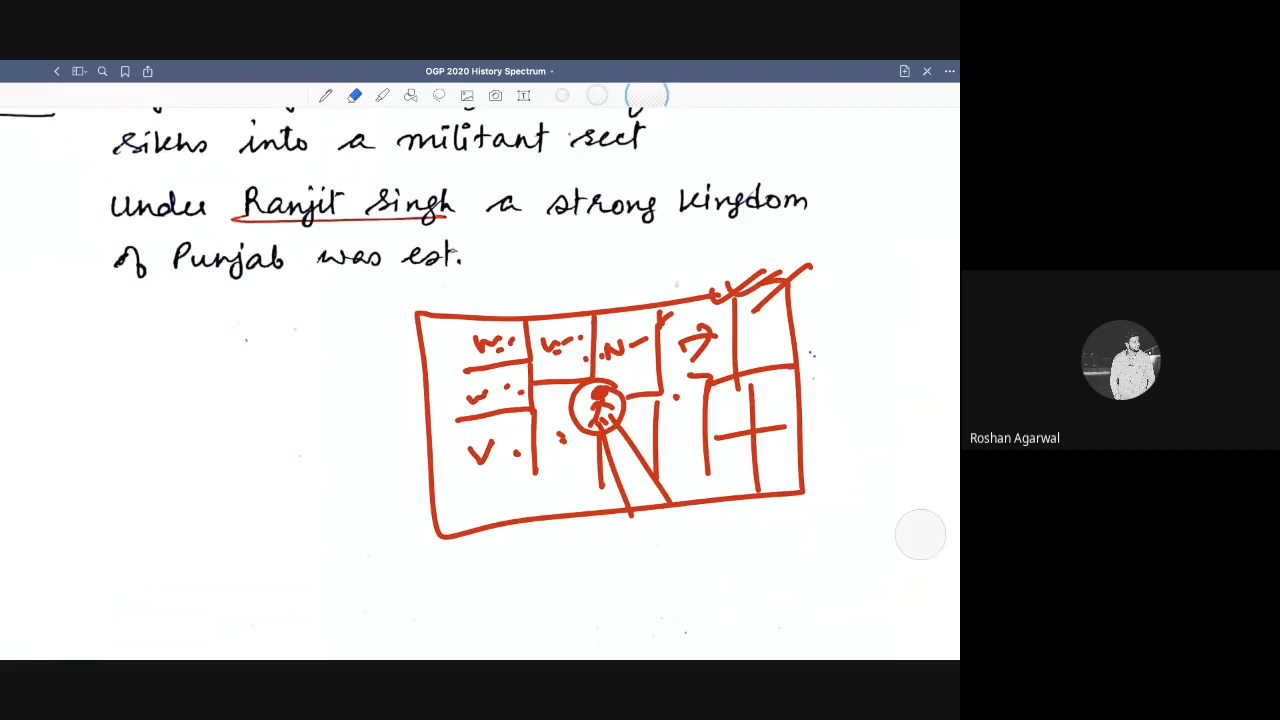 OGP 2020 History Spectrum
sikhs into a militant sect
Under Ranjit Singh a strong kingdom
of Punjab was est.
W
V
N
W
V
Roshan Agarwal